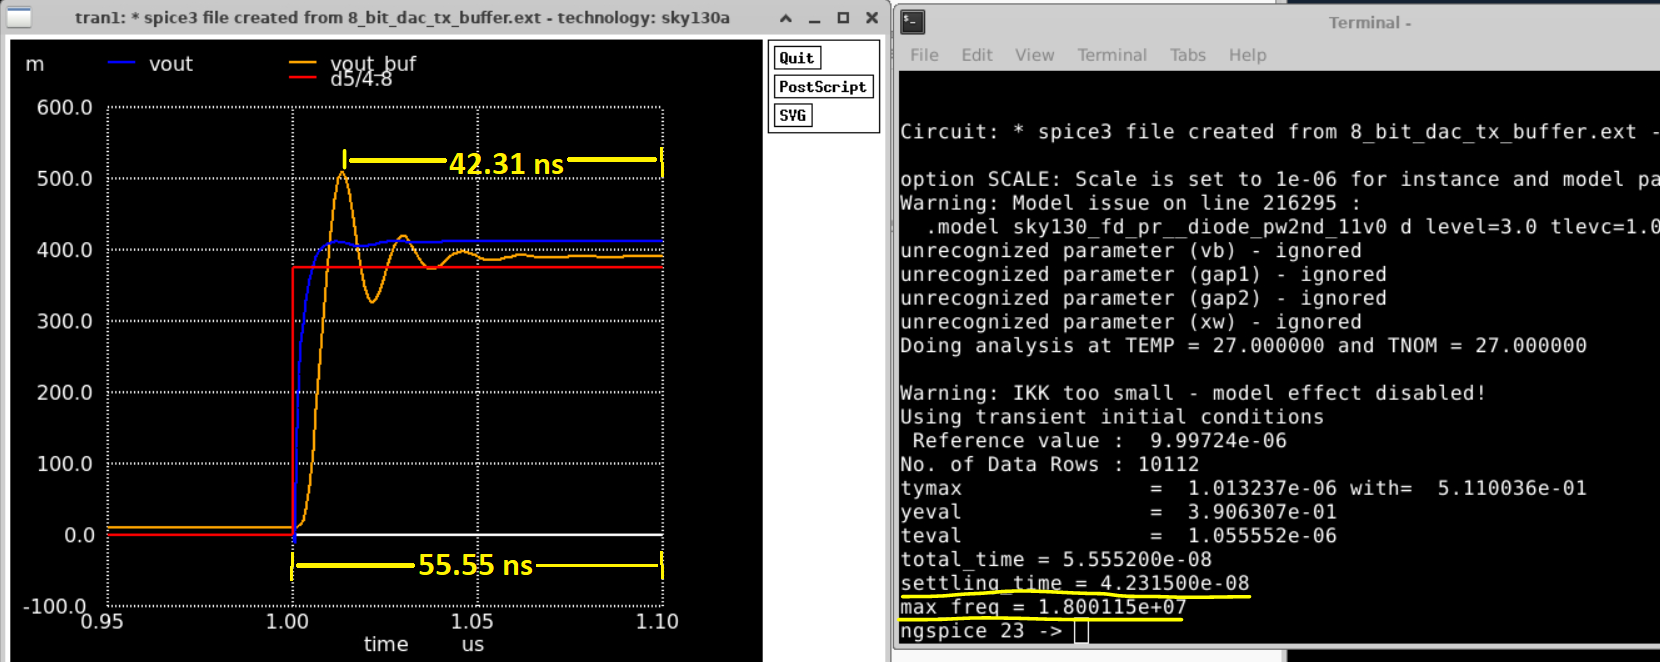 tran1: * spice3 file created from 8_bit_dac_tx_buffer.ext - technology: sky130a
m
vout
vout_buf
d5/4.8
Quit
PostScript
SVG
600.0
500.0
400.0
300.0
200.0
100.0
0.0
-100.0
42.31 ns
55.55 ns
0.95
1.00
1.05
1.10
time
us
Terminal -
File Edit View Terminal Tabs Help
Circuit: * spice3 file created from 8_bit_dac_tx_buffer.ext -
option SCALE: Scale is set to 1e-06 for instance and model pa
Warning: Model issue on line 216295 :
.model sky130_fd_pr__diode_pw2nd_11v0 d level=3.0 tlevc=1.0
unrecognized parameter (vb) - ignored
unrecognized parameter (gap1) - ignored
unrecognized parameter (gap2) - ignored
unrecognized parameter (xw) - ignored
Doing analysis at TEMP = 27.000000 and TNOM = 27.000000
Warning: IKK too small - model effect disabled!
Using transient initial conditions
Reference value : 9.99724e-06
No. of Data Rows : 10112
tymax = 1.013237e-06 with= 5.110036e-01
yeval = 3.906307e-01
teval = 1.055552e-06
total_time = 5.555200e-08
settling_time = 4.231500e-08
max_freq = 1.800115e+07
ngspice 23 ->